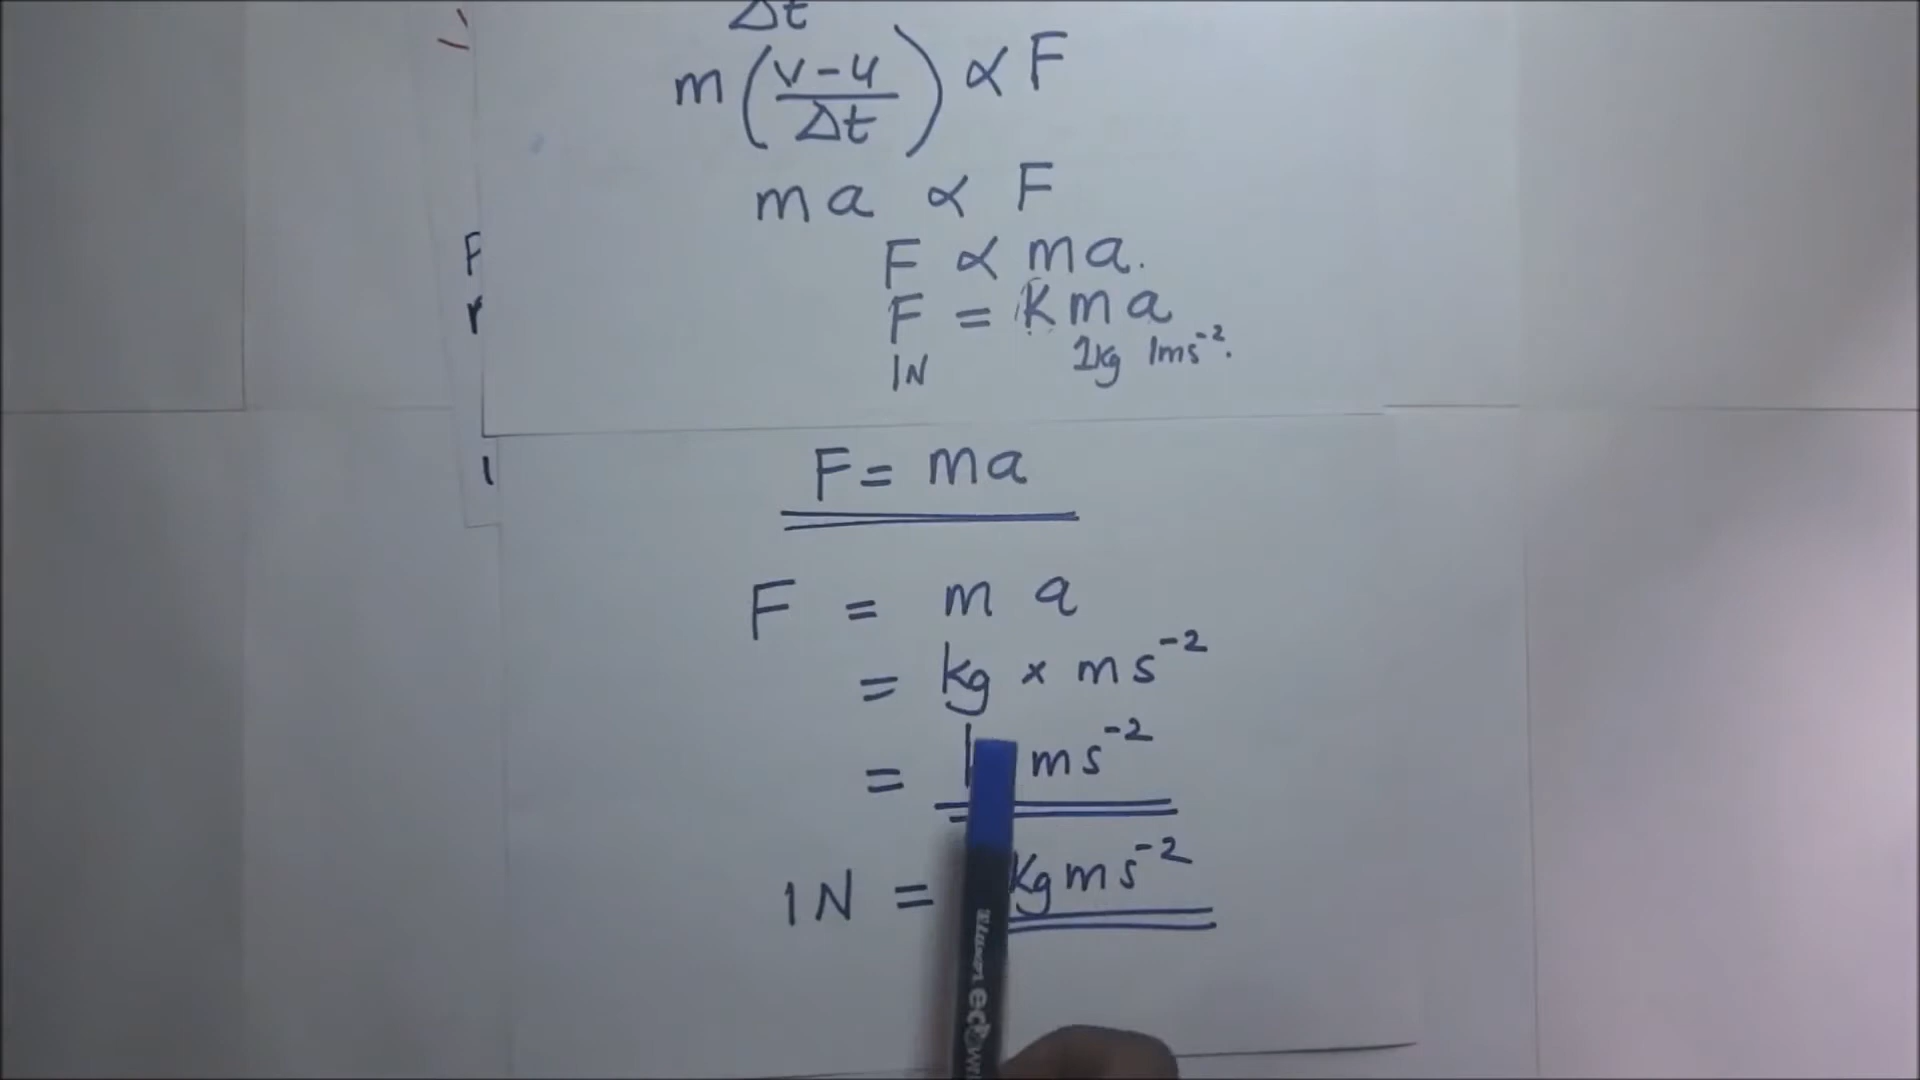 Δt
m(v-u/Δt) ∝ F
ma ∝ F
F ∝ ma.
F = Kma
1N 1kg 1ms⁻².
F = ma
F = m a
= kg × ms⁻²
= ms⁻²
1N = kgms⁻²
F
r